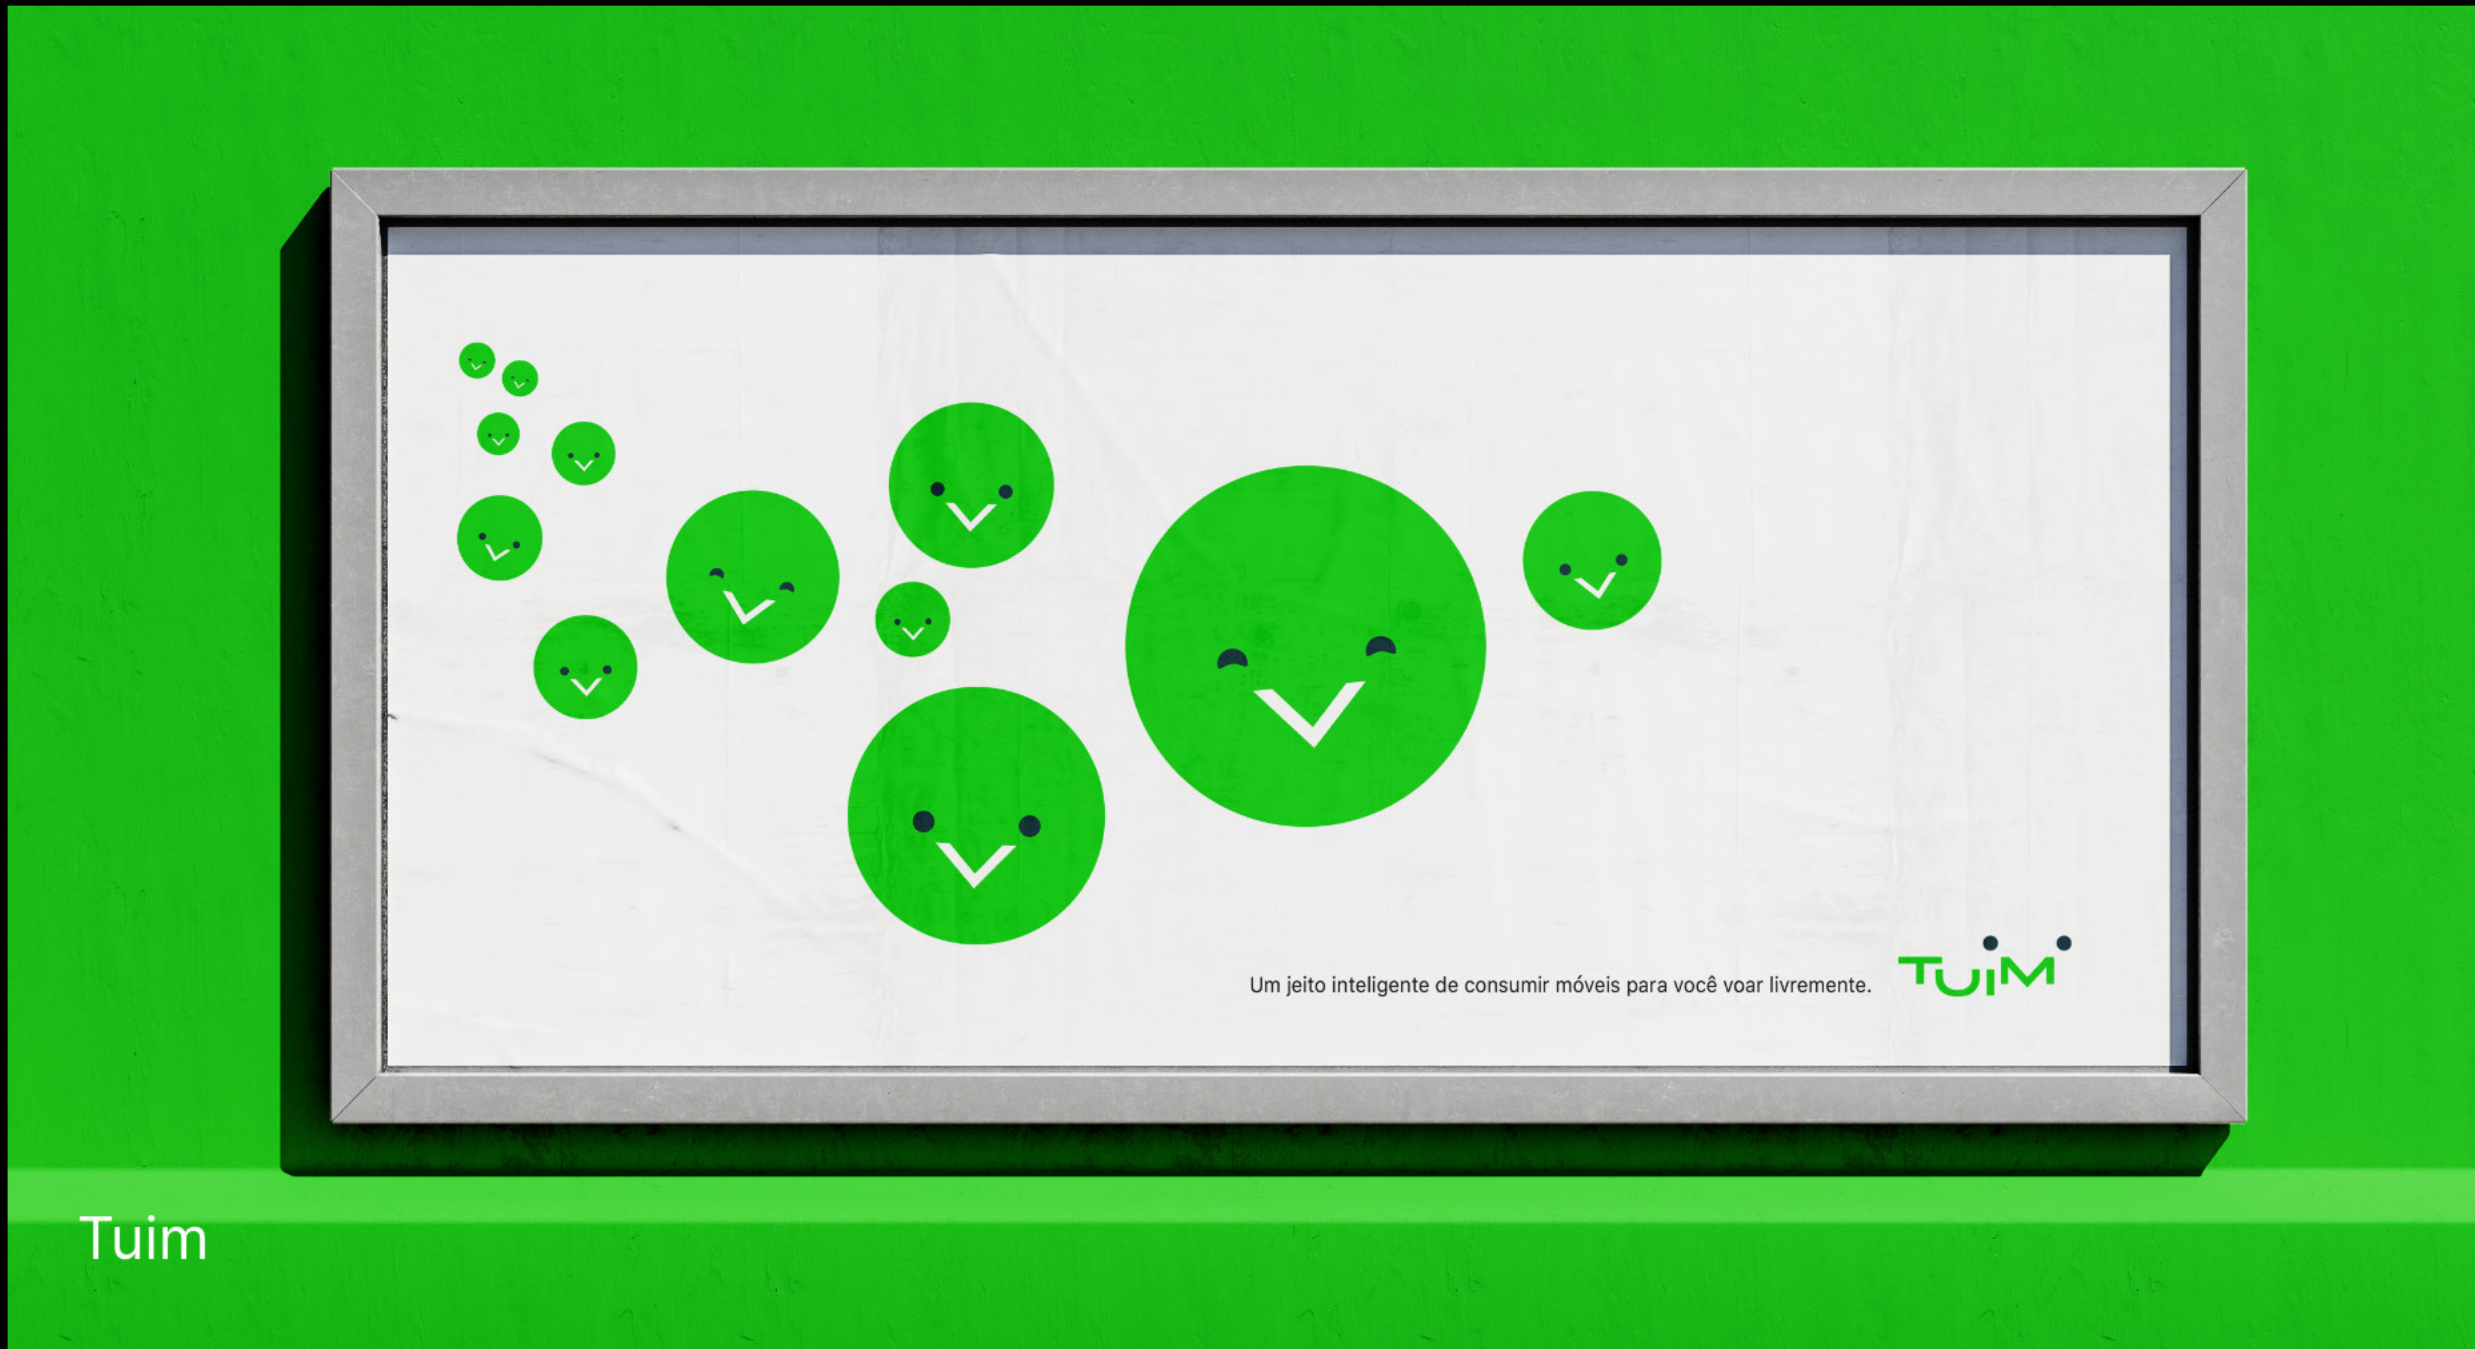 Um jeito inteligente de consumir móveis para você voar livremente.
TUIM
Tuim